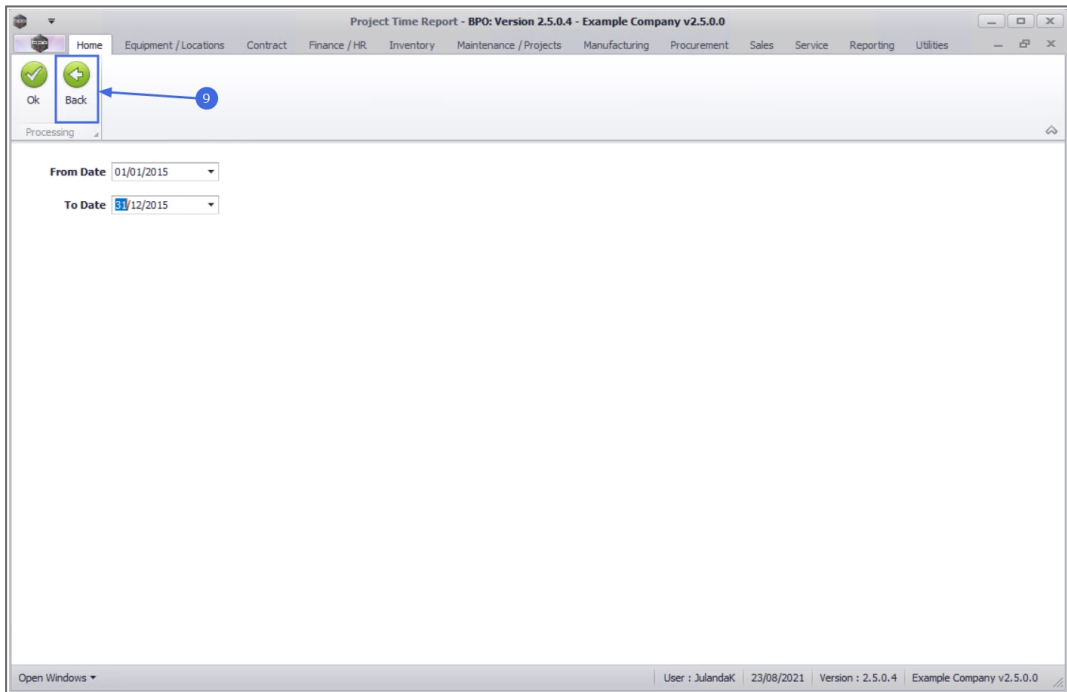 Project Time Report - BPO: Version 2.5.0.4 - Example Company v2.5.0.0
Home Equipment / Locations Contract Finance / HR Inventory Maintenance / Projects Manufacturing Procurement Sales Service Reporting Utilities
Ok Back
9
Processing
From Date 01/01/2015
To Date 31/12/2015
Open Windows User : JulandaK 23/08/2021 Version : 2.5.0.4 Example Company v2.5.0.0